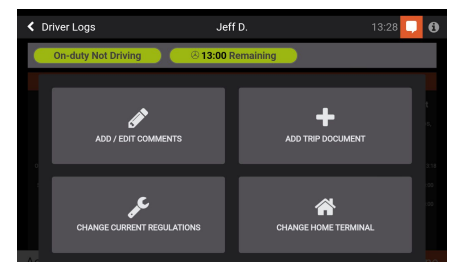 Driver Logs
Jeff D.
13:28
On-duty Not Driving
13:00 Remaining
ADD / EDIT COMMENTS
ADD TRIP DOCUMENT
CHANGE CURRENT REGULATIONS
CHANGE HOME TERMINAL